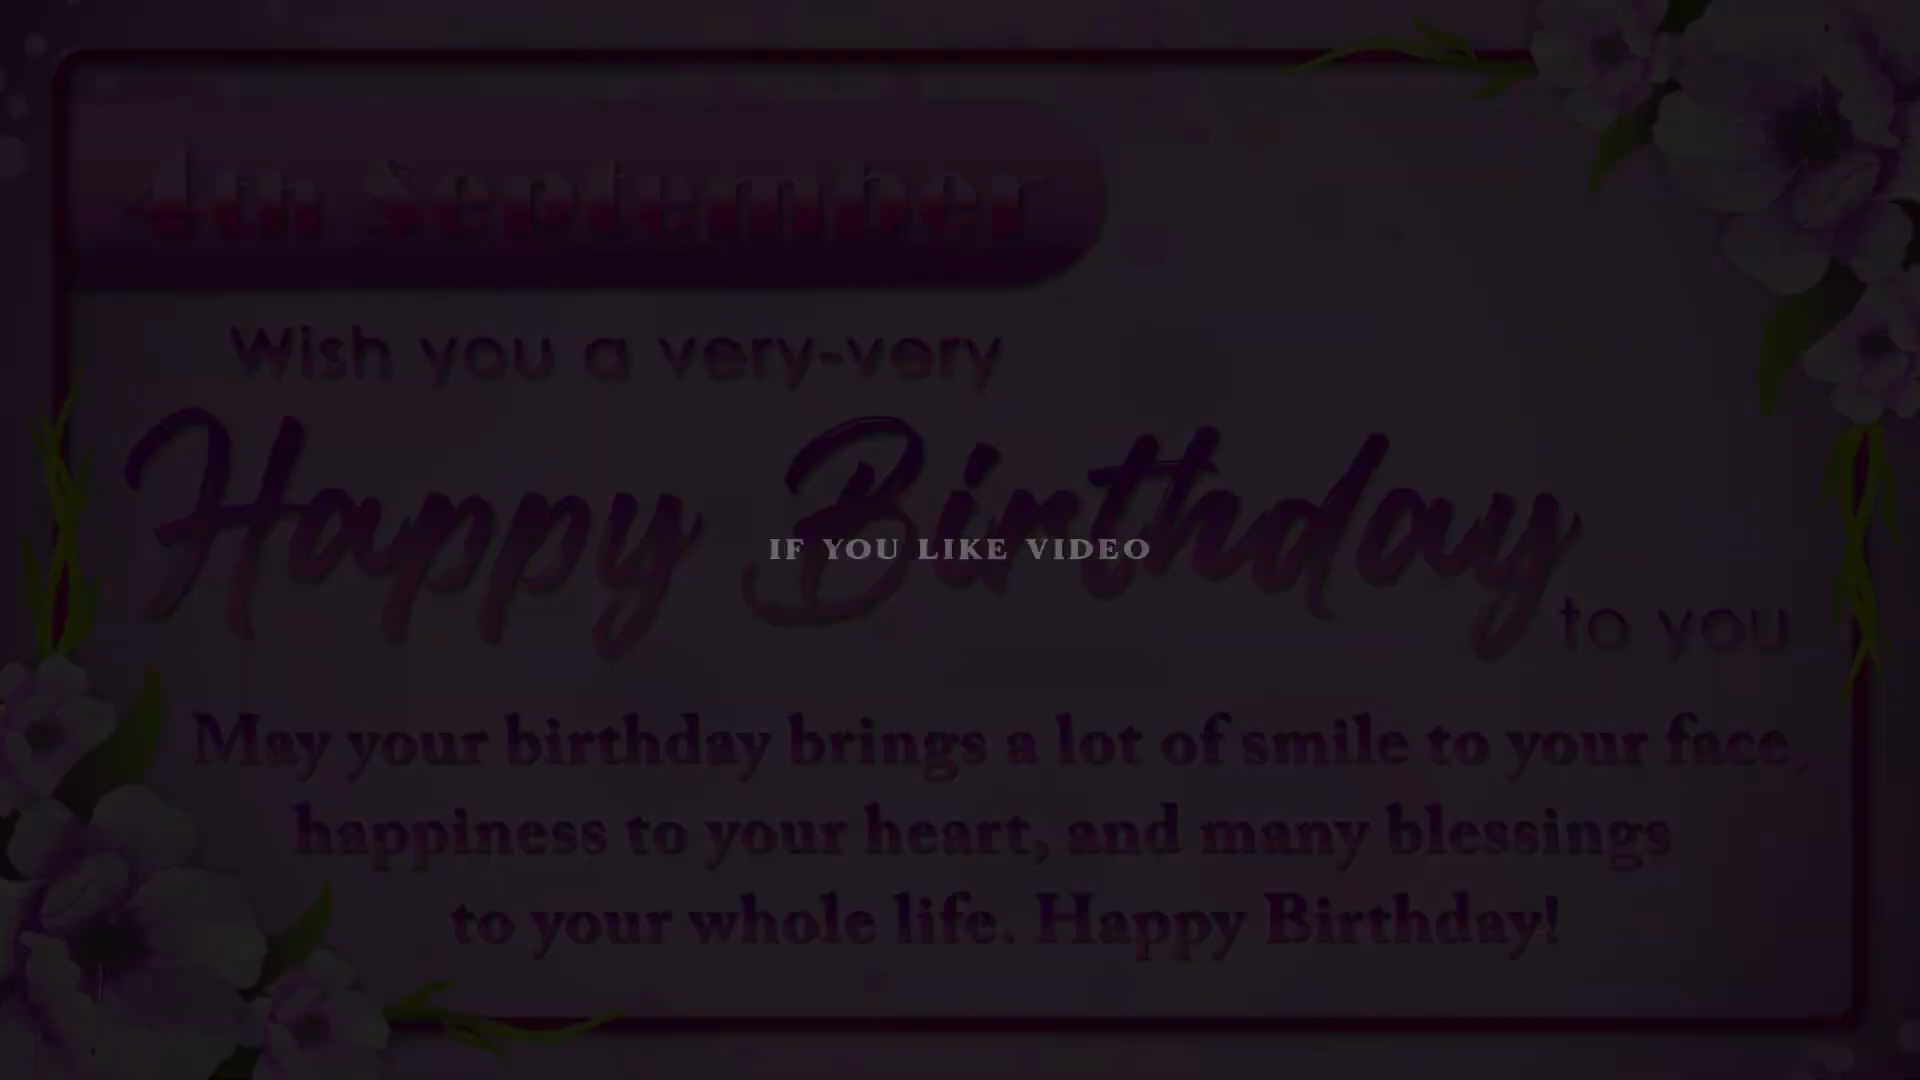 4th September
Wish you a very-very
Happy Birthday
to you
IF YOU LIKE VIDEO
May your birthday brings a lot of smile to your face,
happiness to your heart, and many blessings
to your whole life. Happy Birthday!